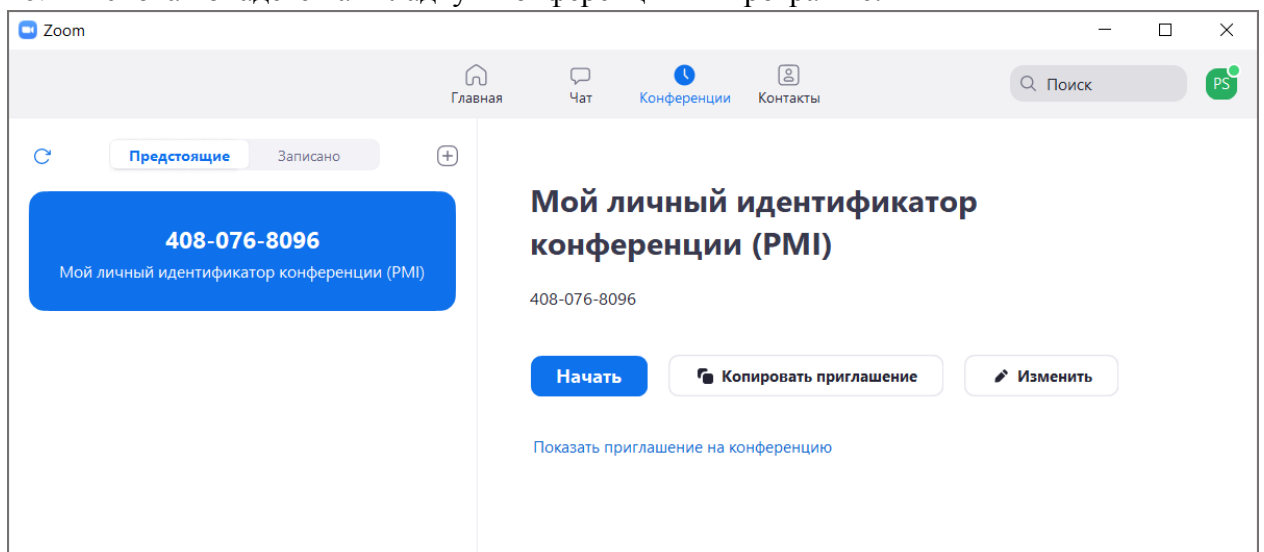 Zoom
Главная
Чат
Конференции
Контакты
Поиск
PS
Предстоящие
Записано
408-076-8096
Мой личный идентификатор конференции (PMI)
Мой личный идентификатор
конференции (PMI)
408-076-8096
Начать
Копировать приглашение
Изменить
Показать приглашение на конференцию